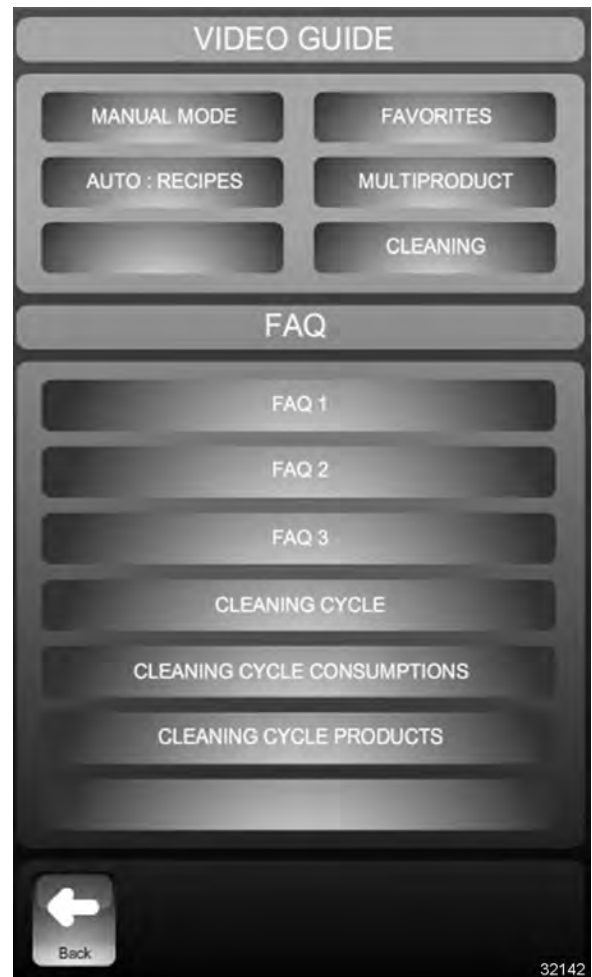 VIDEO GUIDE
MANUAL MODE
FAVORITES
AUTO : RECIPES
MULTIPRODUCT
CLEANING
FAQ
FAQ 1
FAQ 2
FAQ 3
CLEANING CYCLE
CLEANING CYCLE CONSUMPTIONS
CLEANING CYCLE PRODUCTS
Back
32142